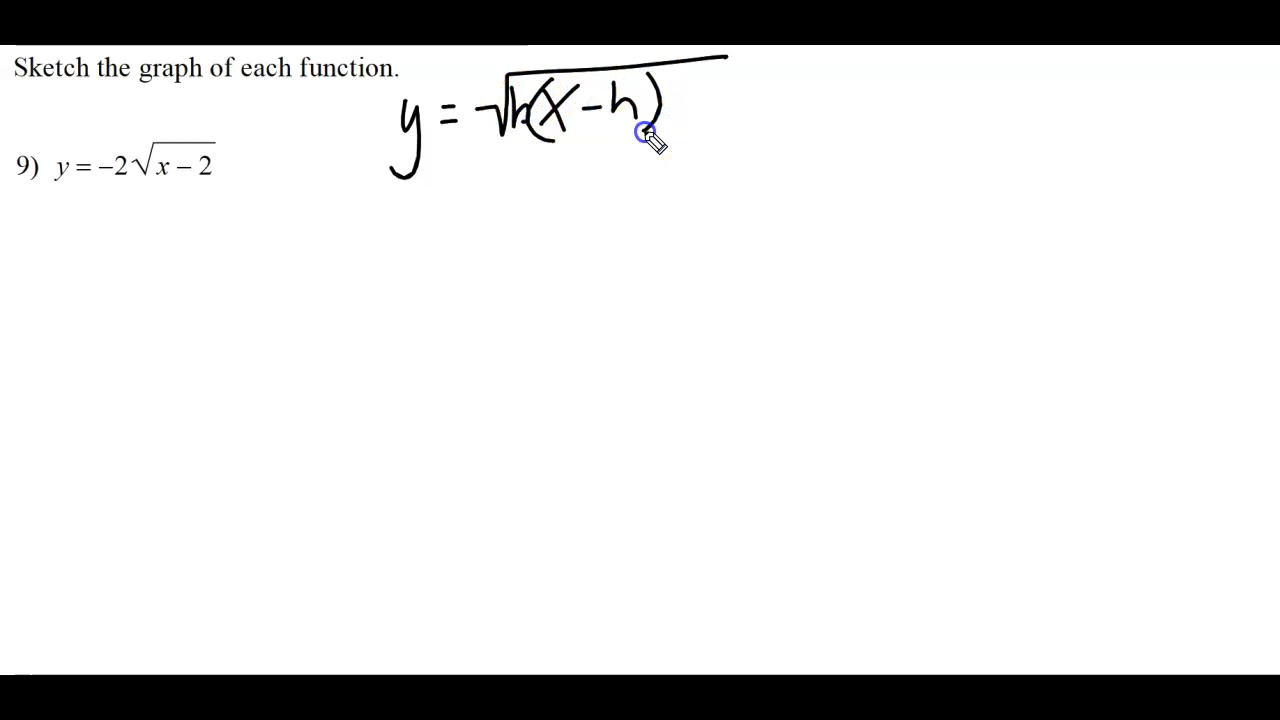 Sketch the graph of each function.
y = √b(x - h)
9) y = -2√x - 2